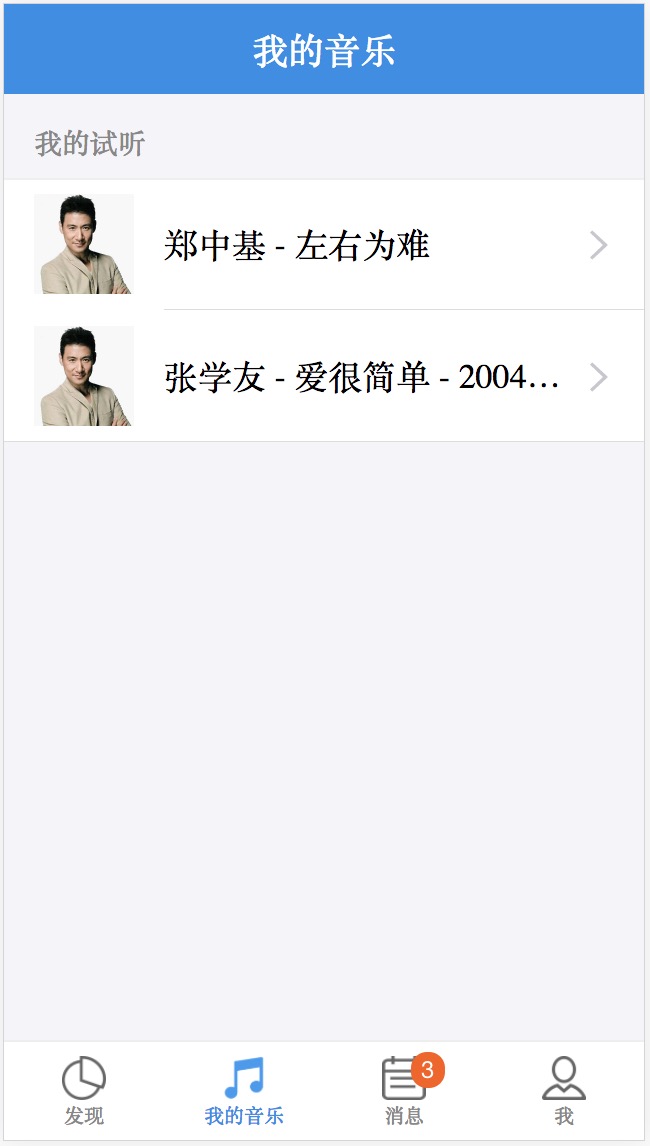 我的音乐
我的试听
郑中基 - 左右为难
张学友 - 爱很简单 - 2004…
3
发现
我的音乐
消息
我